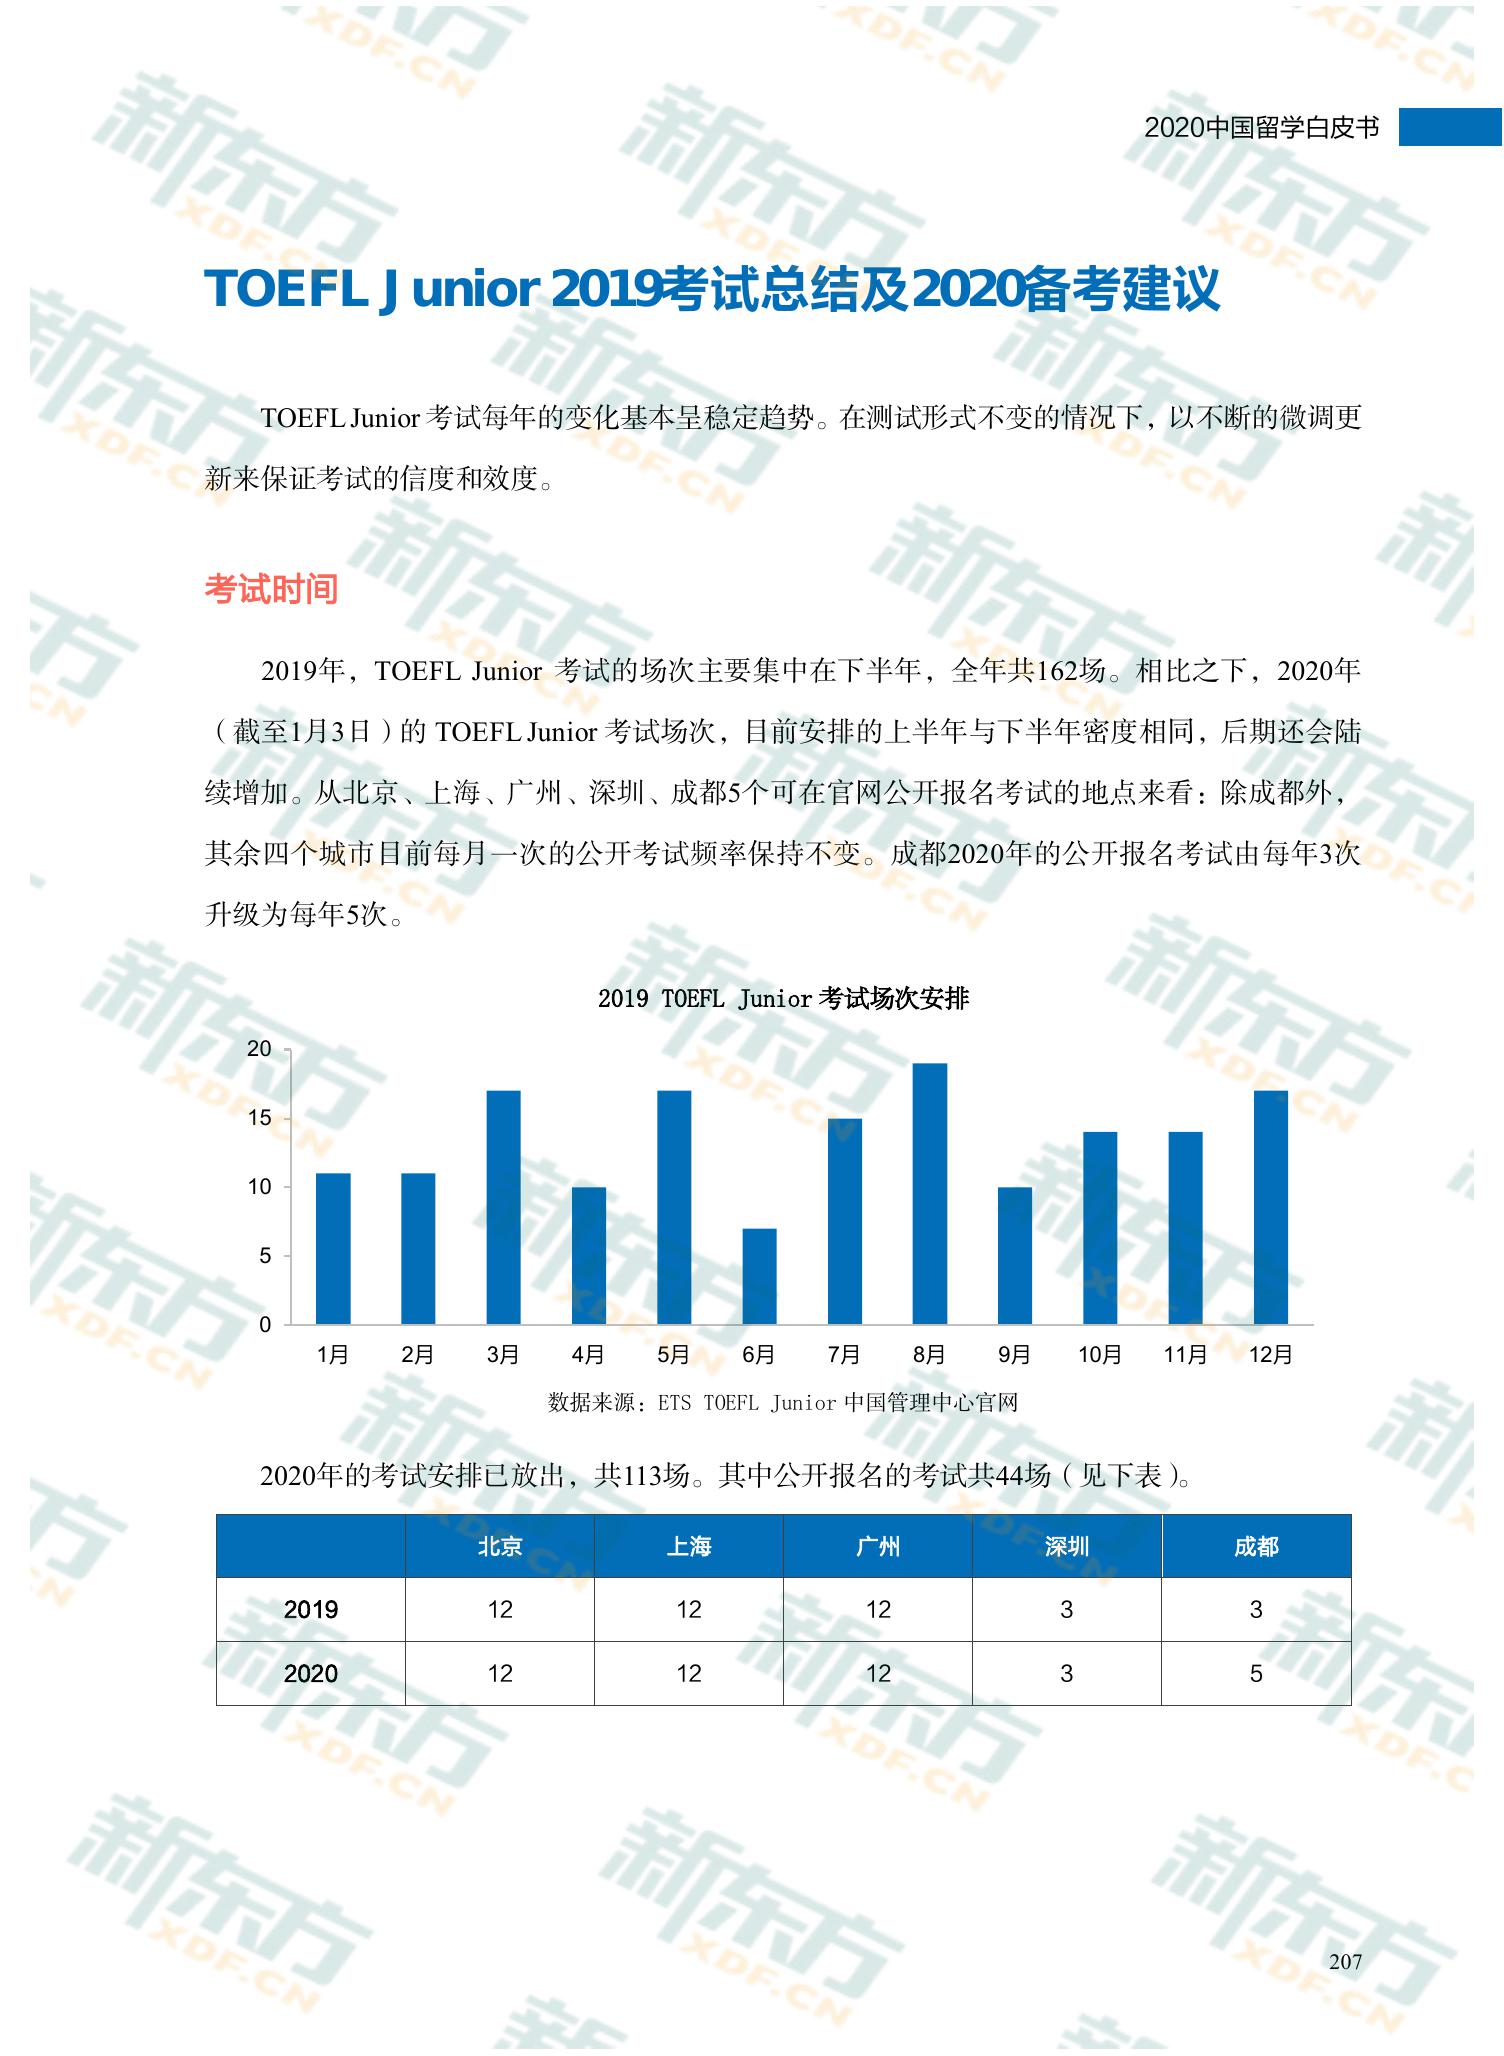 2020中国留学白皮书
TOEFL Junior 2019考试总结及2020备考建议
TOEFL Junior 考试每年的变化基本呈稳定趋势。在测试形式不变的情况下，以不断的微调更
新来保证考试的信度和效度。
考试时间
2019年，TOEFL Junior 考试的场次主要集中在下半年，全年共162场。相比之下，2020年
（截至1月3日）的 TOEFL Junior 考试场次，目前安排的上半年与下半年密度相同，后期还会陆
续增加。从北京、上海、广州、深圳、成都5个可在官网公开报名考试的地点来看：除成都外，
其余四个城市目前每月一次的公开考试频率保持不变。成都2020年的公开报名考试由每年3次
升级为每年5次。
2019 TOEFL Junior 考试场次安排
20
15
10
5
0
1月 2月 3月 4月 5月 6月 7月 8月 9月 10月 11月 12月
数据来源：ETS TOEFL Junior 中国管理中心官网
2020年的考试安排已放出，共113场。其中公开报名的考试共44场（见下表）。
北京 上海 广州 深圳 成都
2019 12 12 12 3 3
2020 12 12 12 3 5
207
新东方
XDF.CN